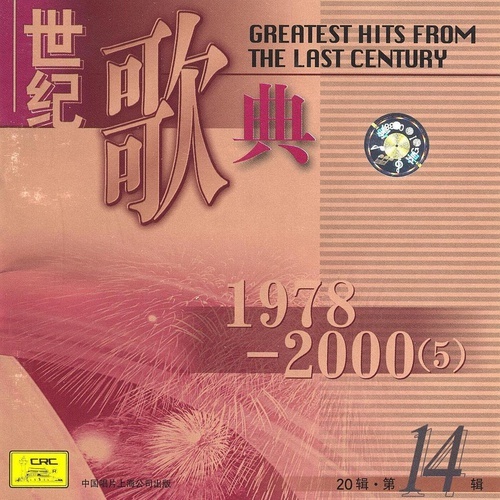 世纪
歌
典
GREATEST HITS FROM
THE LAST CENTURY
1978
-2000(5)
CRC
中国唱片上海公司出版
20辑·第14辑